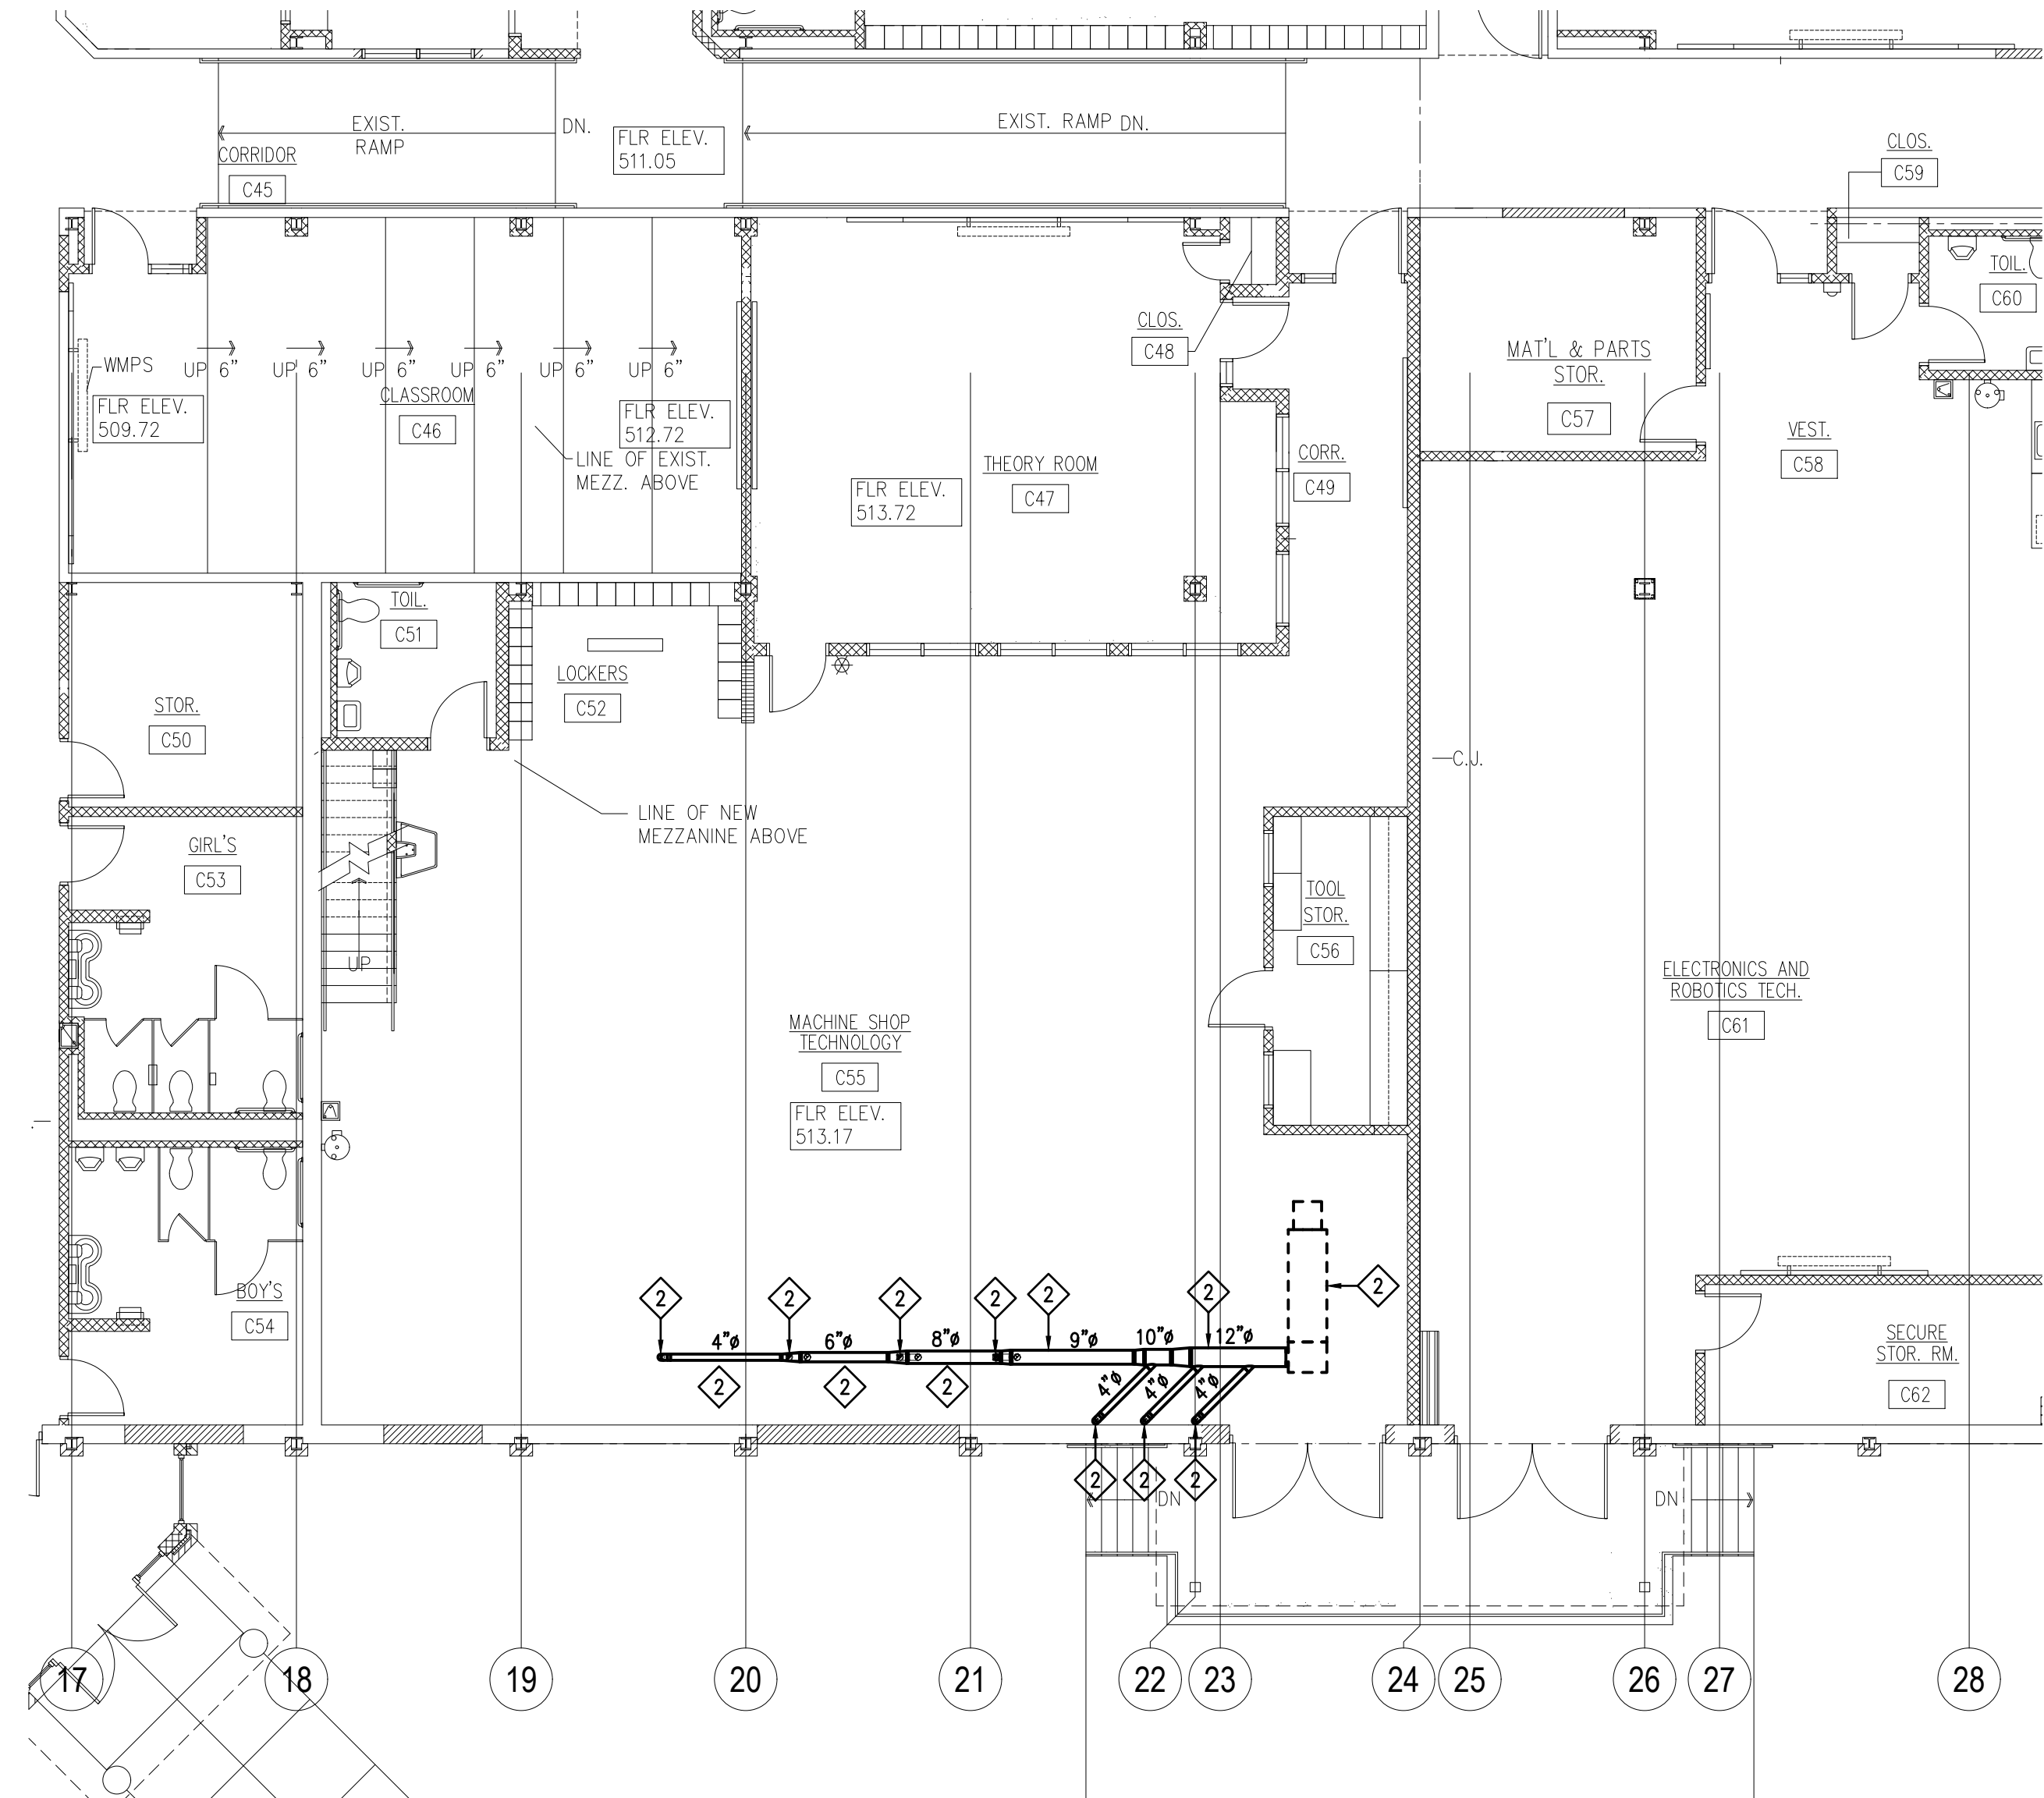 EXIST.
RAMP
DN.
FLR ELEV.
511.05
EXIST. RAMP DN.
CORRIDOR
C45
CLOS.
C59
TOIL.
C60
WMPS
UP 6"
UP 6"
UP 6"
UP 6"
UP 6"
UP 6"
FLR ELEV.
509.72
CLASSROOM
C46
FLR ELEV.
512.72
LINE OF EXIST.
MEZZ. ABOVE
CLOS.
C48
THEORY ROOM
C47
FLR ELEV.
513.72
CORR.
C49
MAT'L & PARTS
STOR.
C57
VEST.
C58
TOIL.
C51
LOCKERS
C52
STOR.
C50
C.J.
LINE OF NEW
MEZZANINE ABOVE
GIRL'S
C53
UP
TOOL
STOR.
C56
ELECTRONICS AND
ROBOTICS TECH.
C61
MACHINE SHOP
TECHNOLOGY
C55
FLR ELEV.
513.17
BOY'S
C54
2
2
2
2
2
2
2
4"ø
6"ø
8"ø
9"ø
10"ø
12"ø
2
2
2
4"ø
4"ø
4"ø
2
2
2
SECURE
STOR. RM.
C62
DN
DN
17
18
19
20
21
22
23
24
25
26
27
28